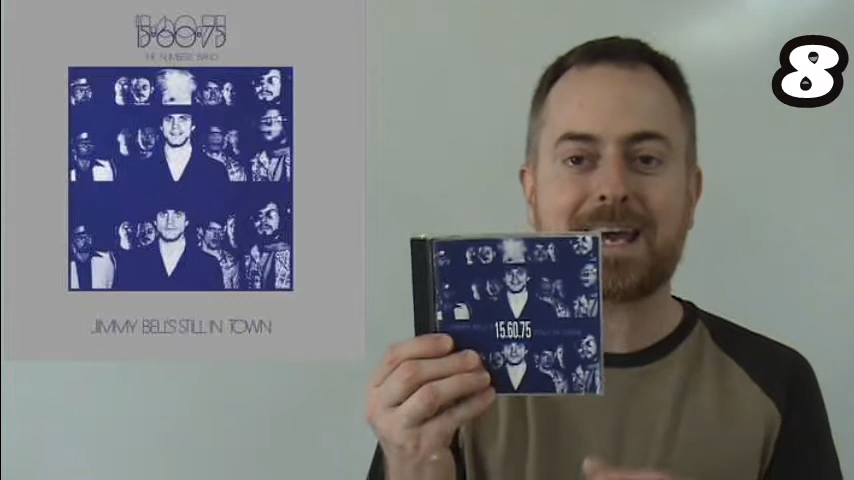 15·60·75
THE NUMBERS BAND
8
JIMMY BELL'S STILL IN TOWN
15.60.75